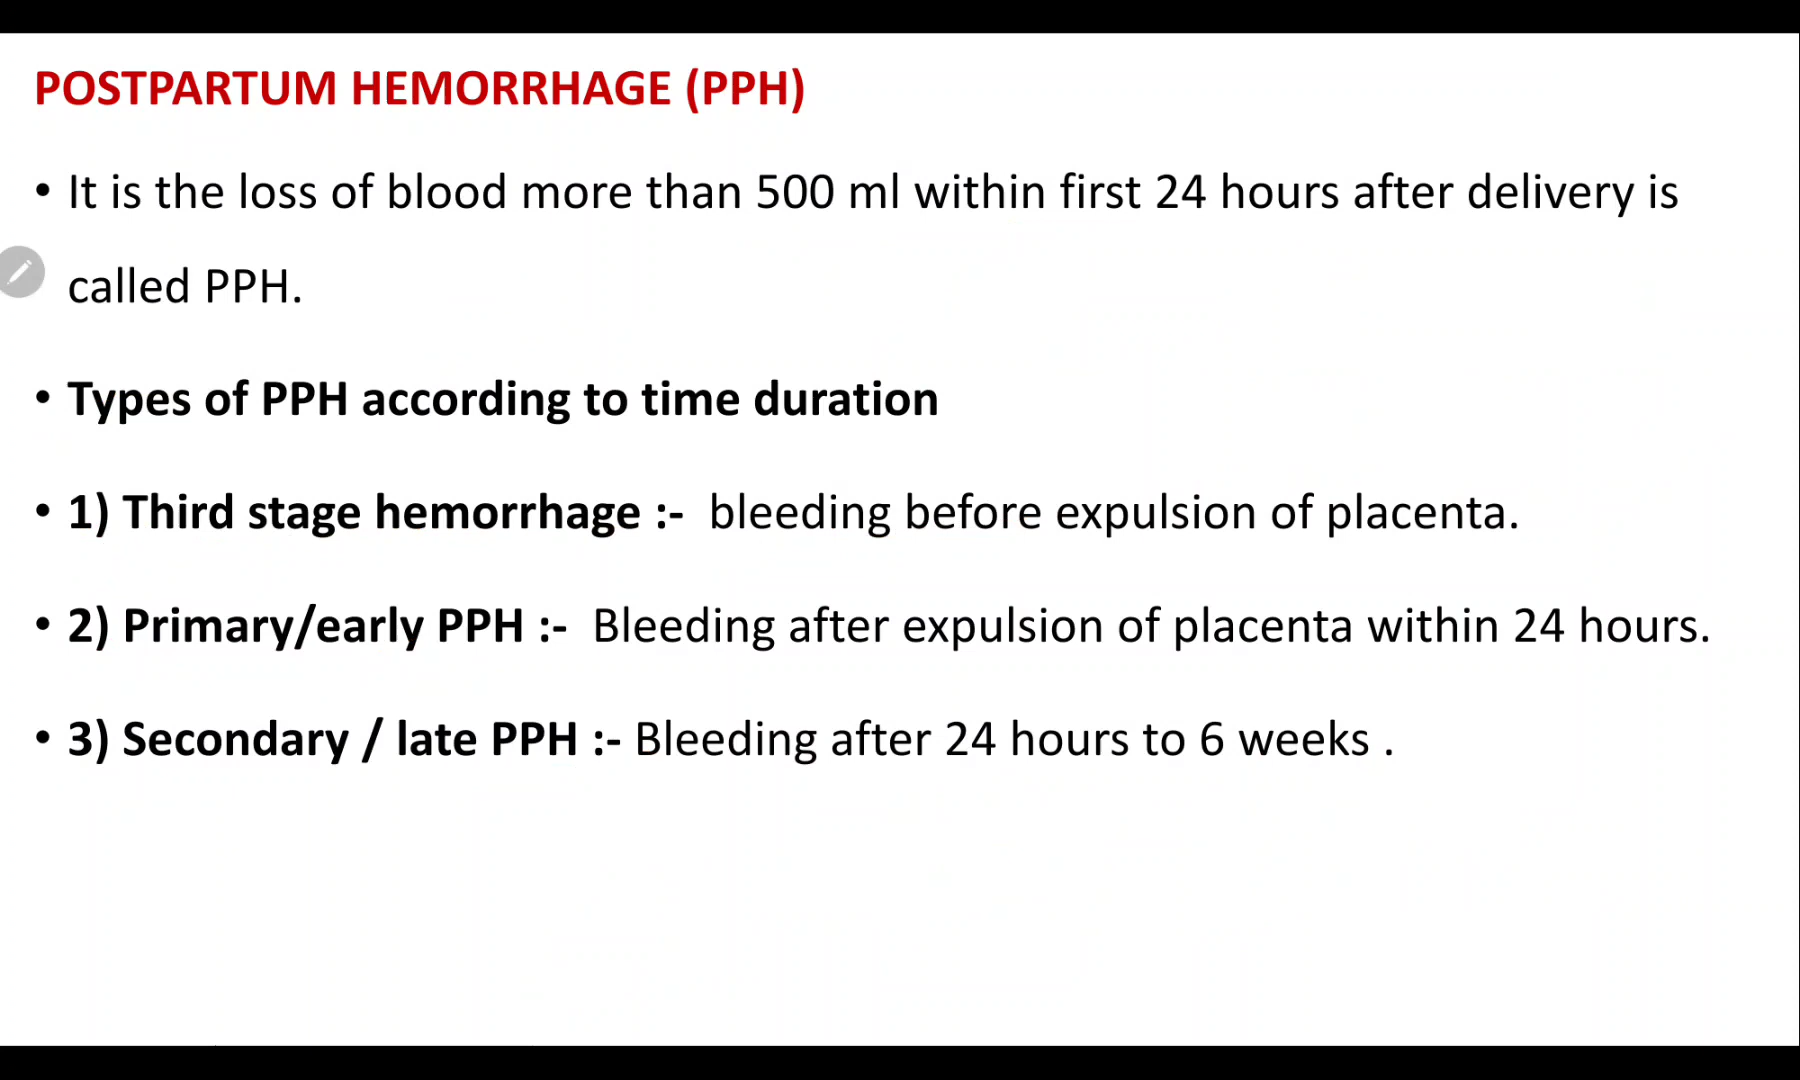 POSTPARTUM HEMORRHAGE (PPH)
• It is the loss of blood more than 500 ml within first 24 hours after delivery is
called PPH.
• Types of PPH according to time duration
• 1) Third stage hemorrhage :- bleeding before expulsion of placenta.
• 2) Primary/early PPH :- Bleeding after expulsion of placenta within 24 hours.
• 3) Secondary / late PPH :- Bleeding after 24 hours to 6 weeks .